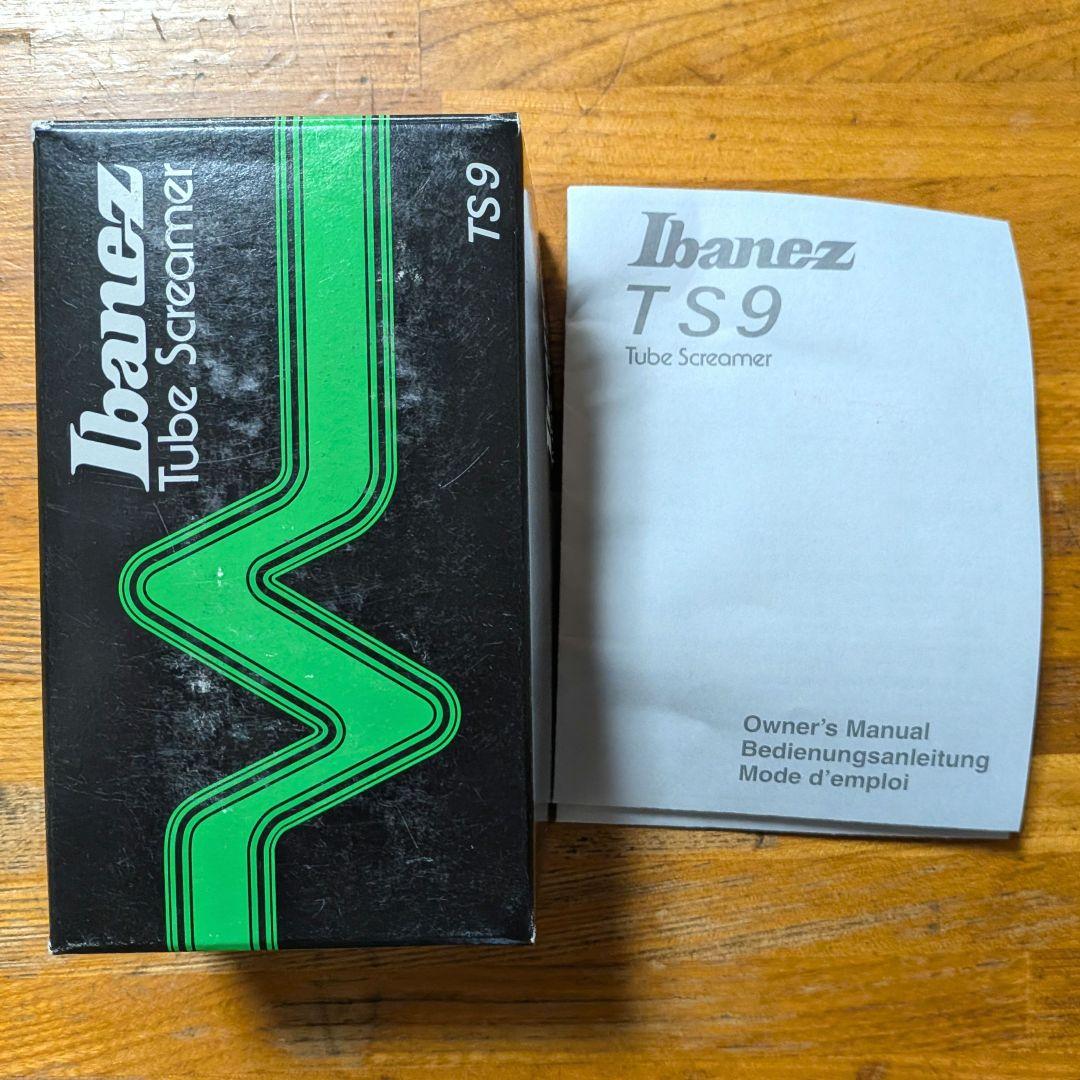 Ibanez
Tube Screamer
TS9
Ibanez
TS9
Tube Screamer
Owner's Manual
Bedienungsanleitung
Mode d'emploi